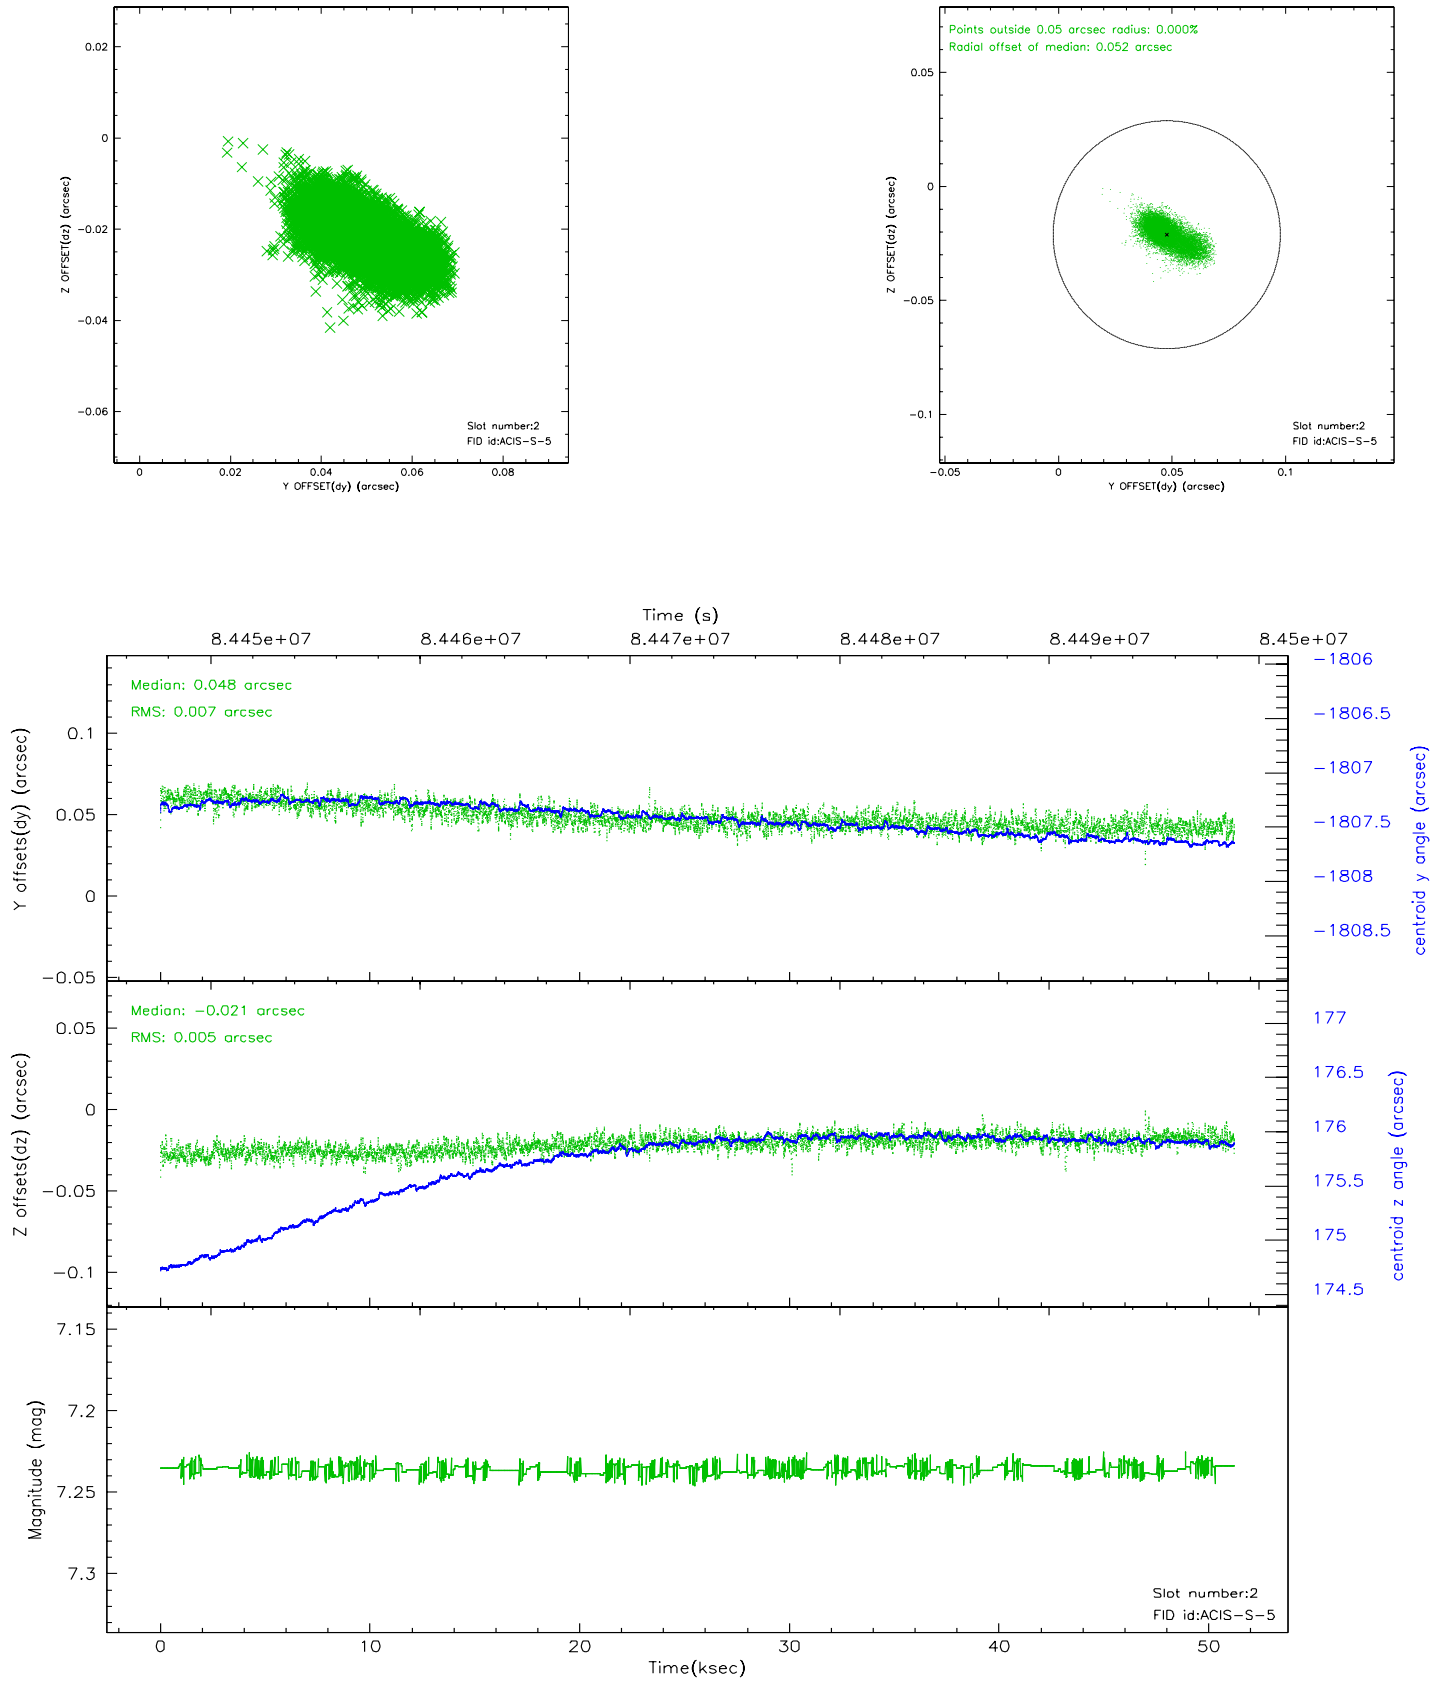 0.02
0
-0.02
-0.04
-0.06
Z OFFSET(dz) (arcsec)
Slot number:2
FID id:ACIS-S-5
0 0.02 0.04 0.06 0.08
Y OFFSET(dy) (arcsec)
Points outside 0.05 arcsec radius: 0.000%
Radial offset of median: 0.052 arcsec
0.05
0
-0.05
-0.1
Z OFFSET(dz) (arcsec)
Slot number:2
FID id:ACIS-S-5
-0.05 0 0.05 0.1
Y OFFSET(dy) (arcsec)
Time (s)
8.445e+07 8.446e+07 8.447e+07 8.448e+07 8.449e+07 8.45e+07
Median: 0.048 arcsec
RMS: 0.007 arcsec
0.1
0.05
0
-0.05
Y offsets(dy) (arcsec)
-1806
-1806.5
-1807
-1807.5
-1808
-1808.5
centroid y angle (arcsec)
Median: -0.021 arcsec
RMS: 0.005 arcsec
0.05
0
-0.05
-0.1
Z offsets(dz) (arcsec)
177
176.5
176
175.5
175
174.5
centroid z angle (arcsec)
7.15
7.2
7.25
7.3
Magnitude (mag)
Slot number:2
FID id:ACIS-S-5
0 10 20 30 40 50
Time(ksec)